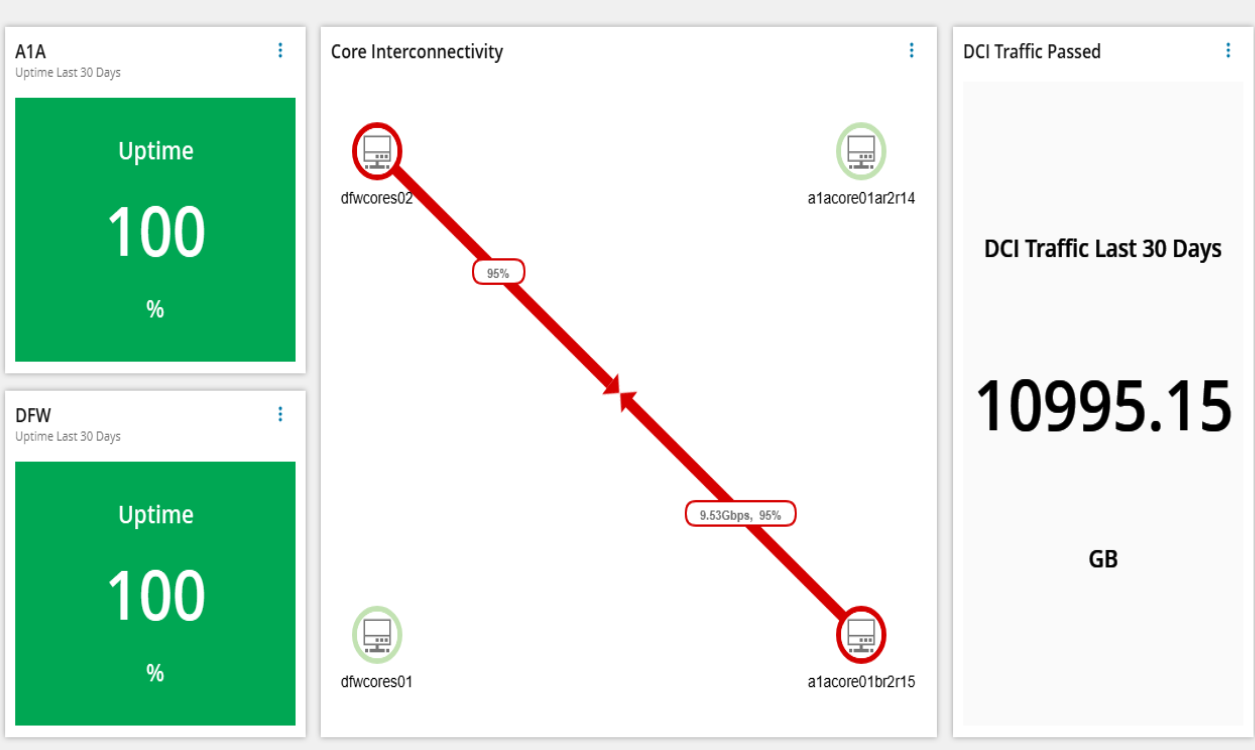 A1A
Uptime Last 30 Days
Uptime
100
%
DFW
Uptime Last 30 Days
Uptime
100
%
Core Interconnectivity
dfwcores02
a1acore01ar2r14
95%
9.53Gbps, 95%
dfwcores01
a1acore01br2r15
DCI Traffic Passed
DCI Traffic Last 30 Days
10995.15
GB